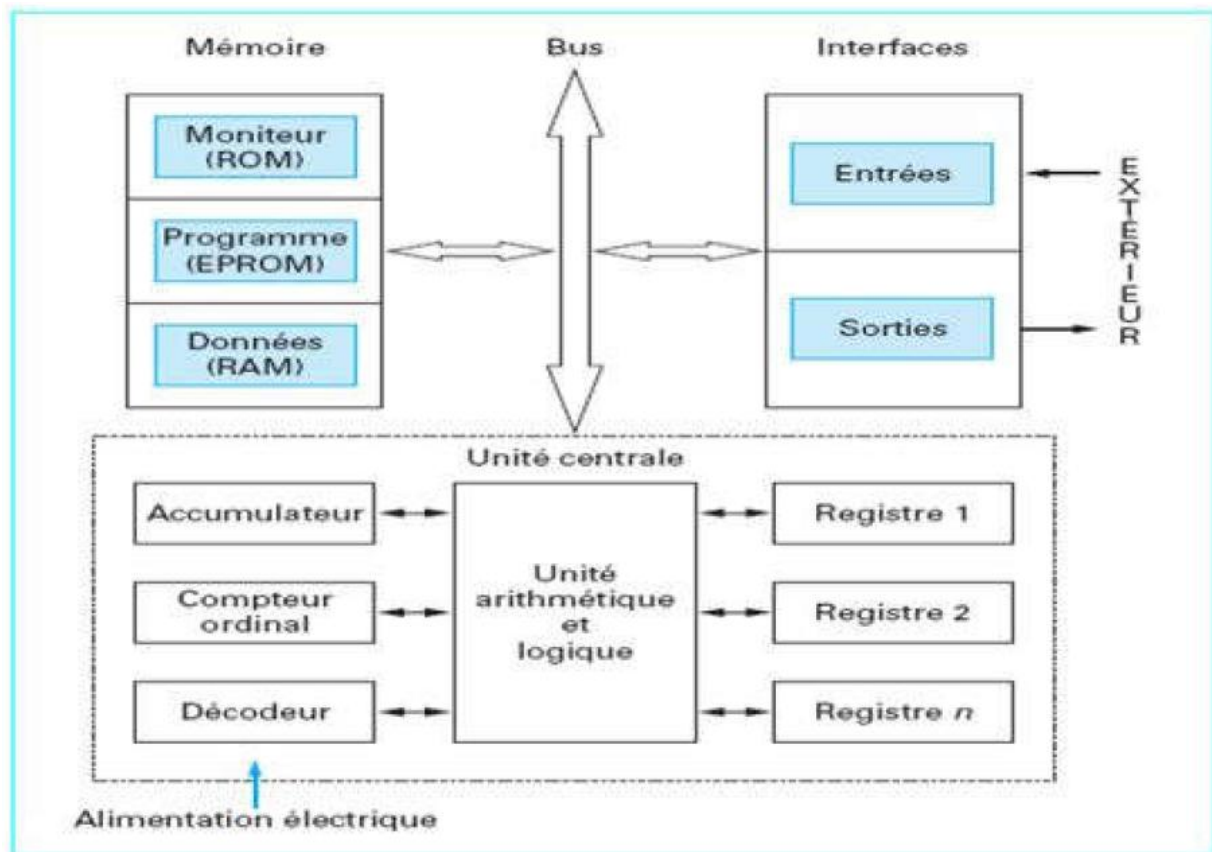 Mémoire
Bus
Interfaces
Moniteur
(ROM)
Programme
(EPROM)
Données
(RAM)
Entrées
Sorties
EXTERIEUR
Unité centrale
Accumulateur
Compteur
ordinal
Décodeur
Unité
arithmétique
et
logique
Registre 1
Registre 2
Registre n
Alimentation électrique